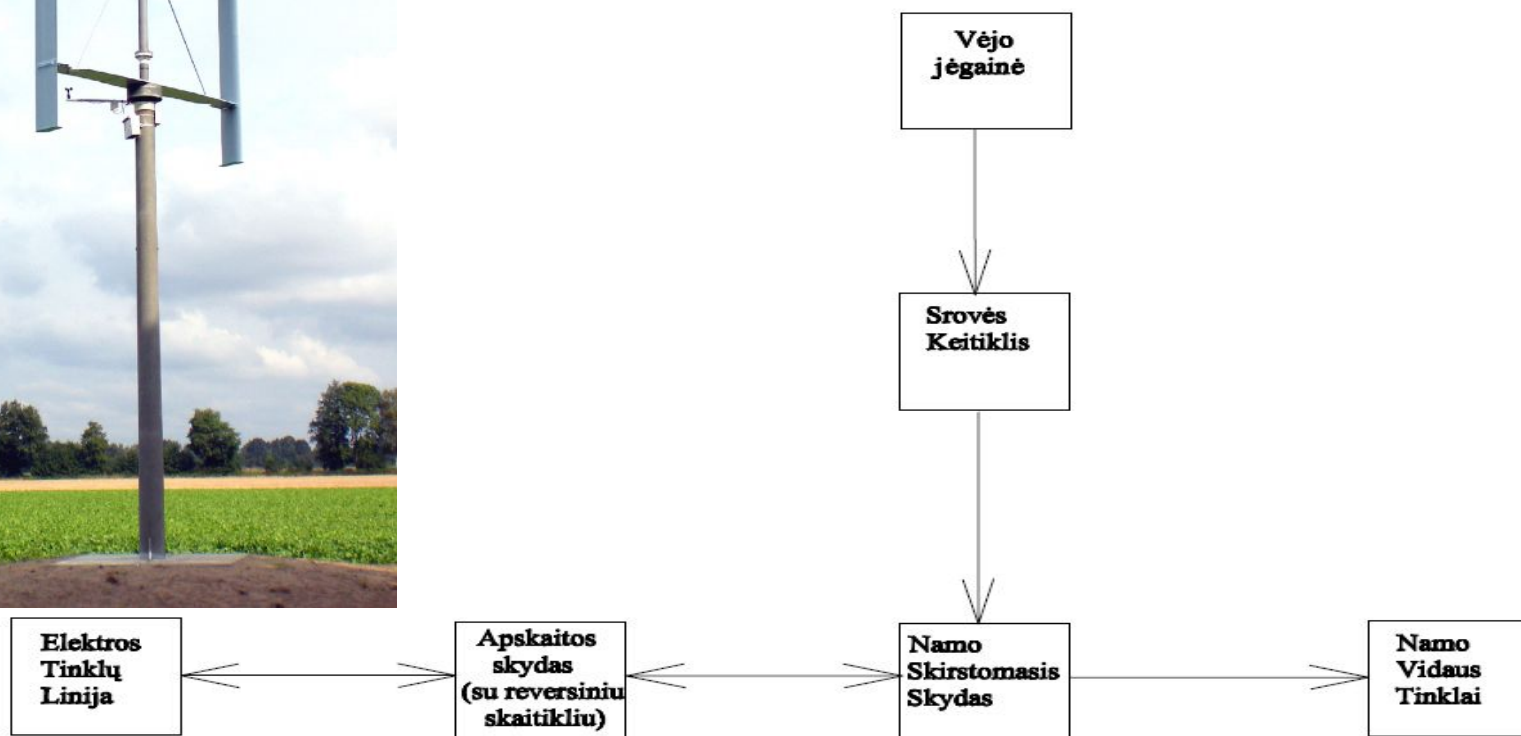 Vėjo
jėgainė
Srovės
Keitiklis
Elektros
Tinklų
Linija
Apskaitos
skydas
(su reversiniu
skaitikliu)
Namo
Skirstomasis
Skydas
Namo
Vidaus
Tinklai